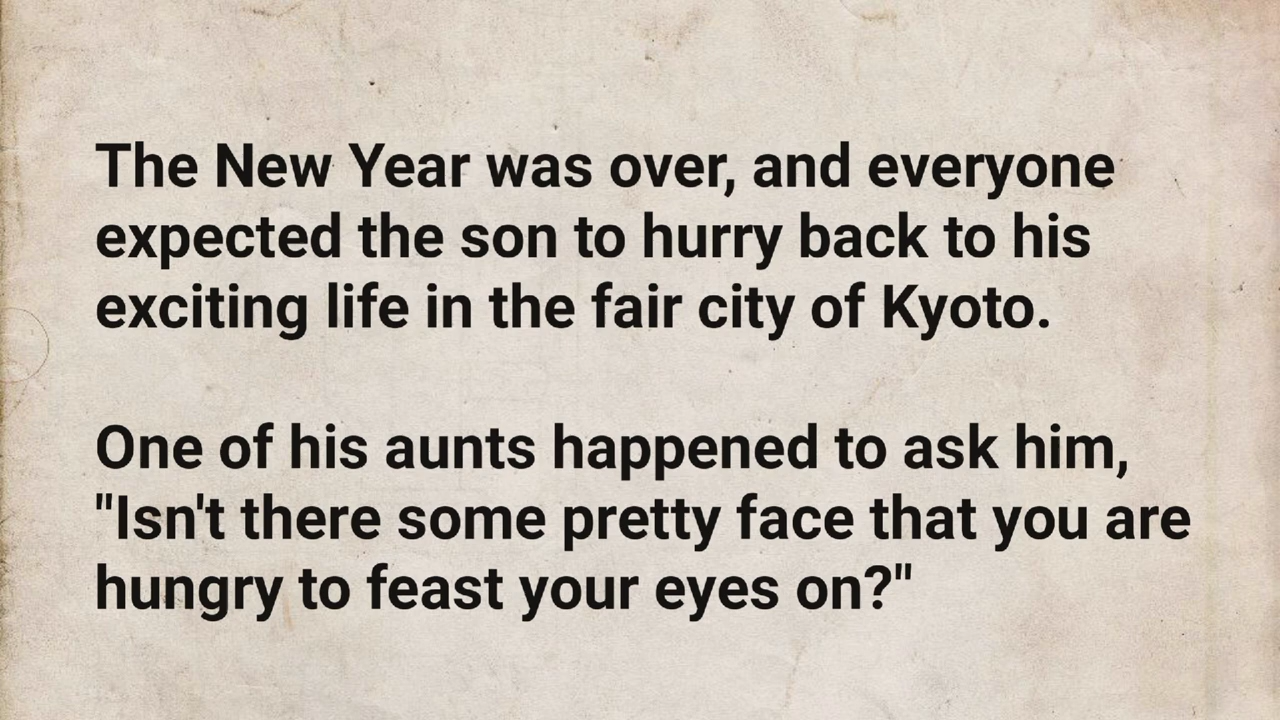 The New Year was over, and everyone
expected the son to hurry back to his
exciting life in the fair city of Kyoto.
One of his aunts happened to ask him,
"Isn't there some pretty face that you are
hungry to feast your eyes on?"